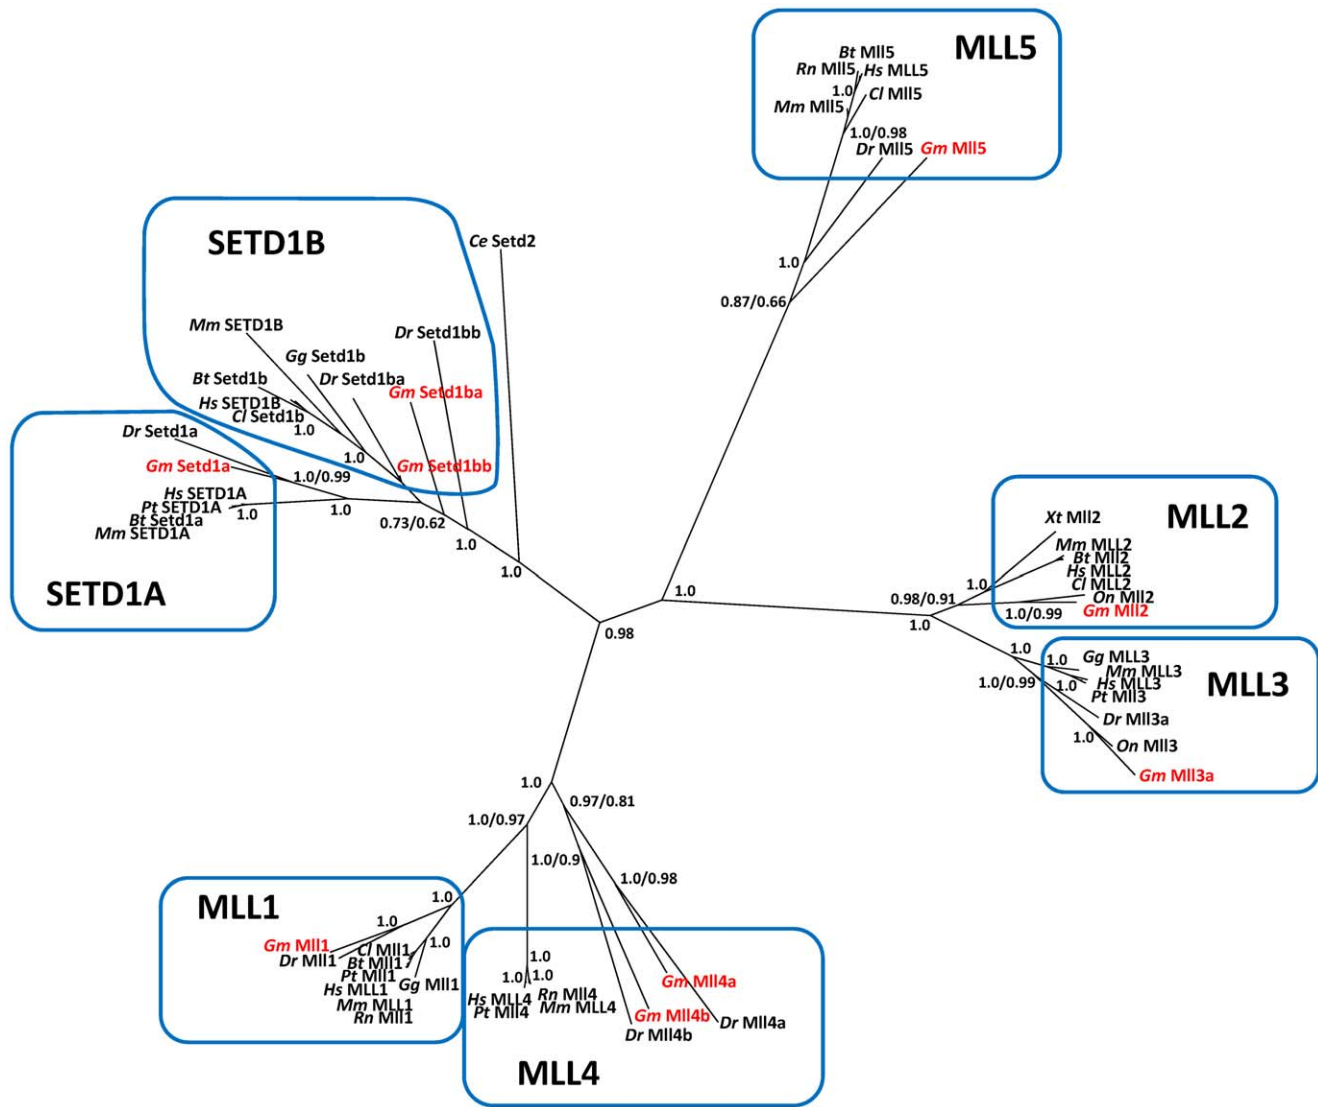 MLL5
Bt Mll5
Rn Mll5
Hs MLL5
1.0
Cl Mll5
Mm Mll5
1.0/0.98
Dr Mll5
Gm Mll5
1.0
0.87/0.66
SETD1B
Ce Setd2
Mm SETD1B
Dr Setd1bb
Gg Setd1b
Bt Setd1b
Dr Setd1ba
Gm Setd1ba
Hs SETD1B
Cl Setd1b
1.0
1.0
Gm Setd1bb
Dr Setd1a
Gm Setd1a
1.0/0.99
Hs SETD1A
Pt SETD1A
1.0
Bt Setd1a
Mm SETD1A
1.0
0.73/0.62
1.0
1.0
SETD1A
MLL2
Xt Mll2
Mm MLL2
Bt Mll2
Hs MLL2
1.0
Cl MLL2
0.98/0.91
On Mll2
Gm Mll2
1.0/0.99
1.0
1.0
0.98
MLL3
1.0
Gg MLL3
1.0
Mm MLL3
1.0/0.99
1.0
Hs MLL3
Pt Mll3
Dr Mll3a
1.0
On Mll3
Gm Mll3a
1.0
0.97/0.81
1.0/0.97
1.0/0.9
1.0/0.98
MLL1
1.0
1.0
Gm Mll1
Dr Mll1
Cl Mll1
1.0
Bt Mll1
Pt Mll1
Gg Mll1
Hs MLL1
Mm MLL1
Rn Mll1
1.0
1.0
1.0
Gm Mll4a
Hs MLL4
Rn Mll4
Pt Mll4
Mm MLL4
Gm Mll4b
Dr Mll4a
Dr Mll4b
MLL4